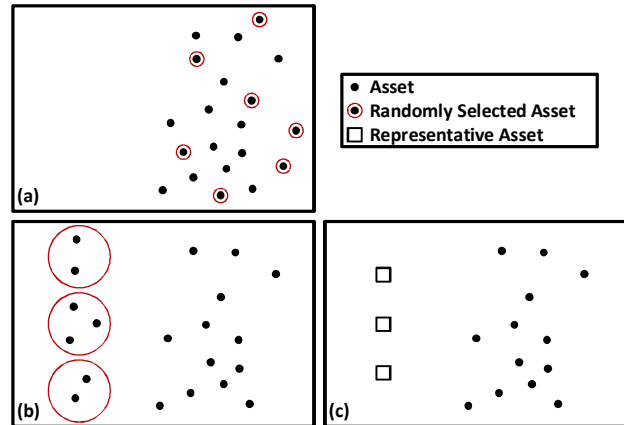 Asset
Randomly Selected Asset
Representative Asset
(a)
(b)
(c)